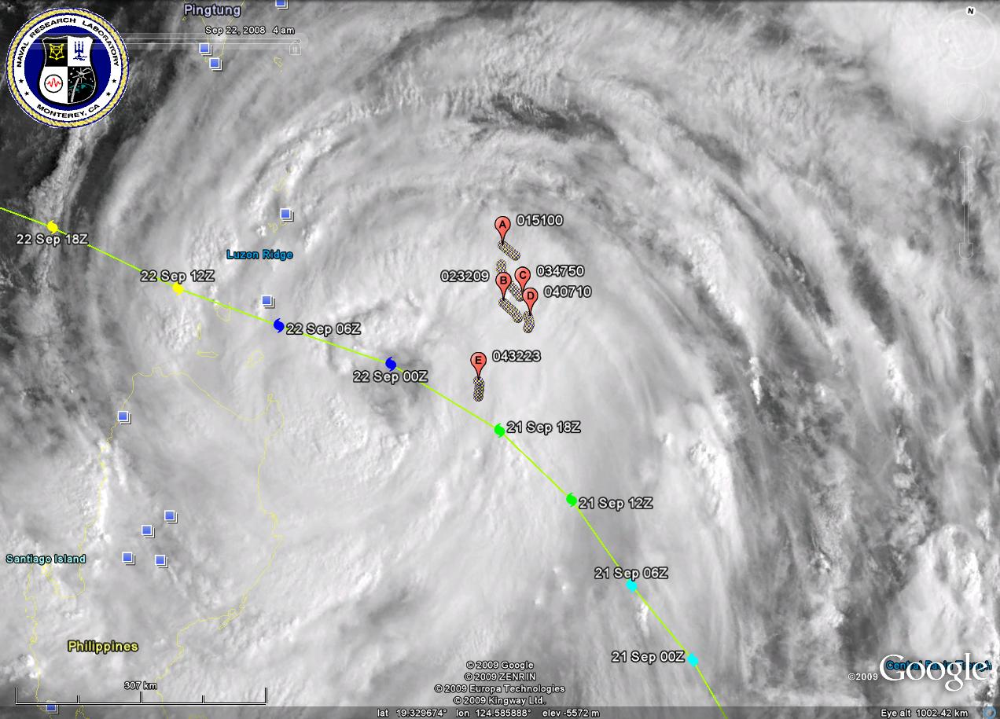 Pingtung
N
NAVAL RESEARCH LABORATORY
MONTEREY, CA
Sep 22, 2008 4 am
A 015100
22 Sep 18Z
Luzon Ridge
22 Sep 12Z
023209
B
C 034750
D 040710
22 Sep 06Z
E 043223
22 Sep 00Z
21 Sep 18Z
21 Sep 12Z
Santiago Island
21 Sep 06Z
Philippines
21 Sep 00Z
© 2009 Google
© 2009 ZENRIN
© 2009 Europa Technologies
© 2009 Kingway Ltd.
©2009 Google
307 km
lat 19.329674° lon 124.585888° elev -5572 m
Eye alt 1002.42 km